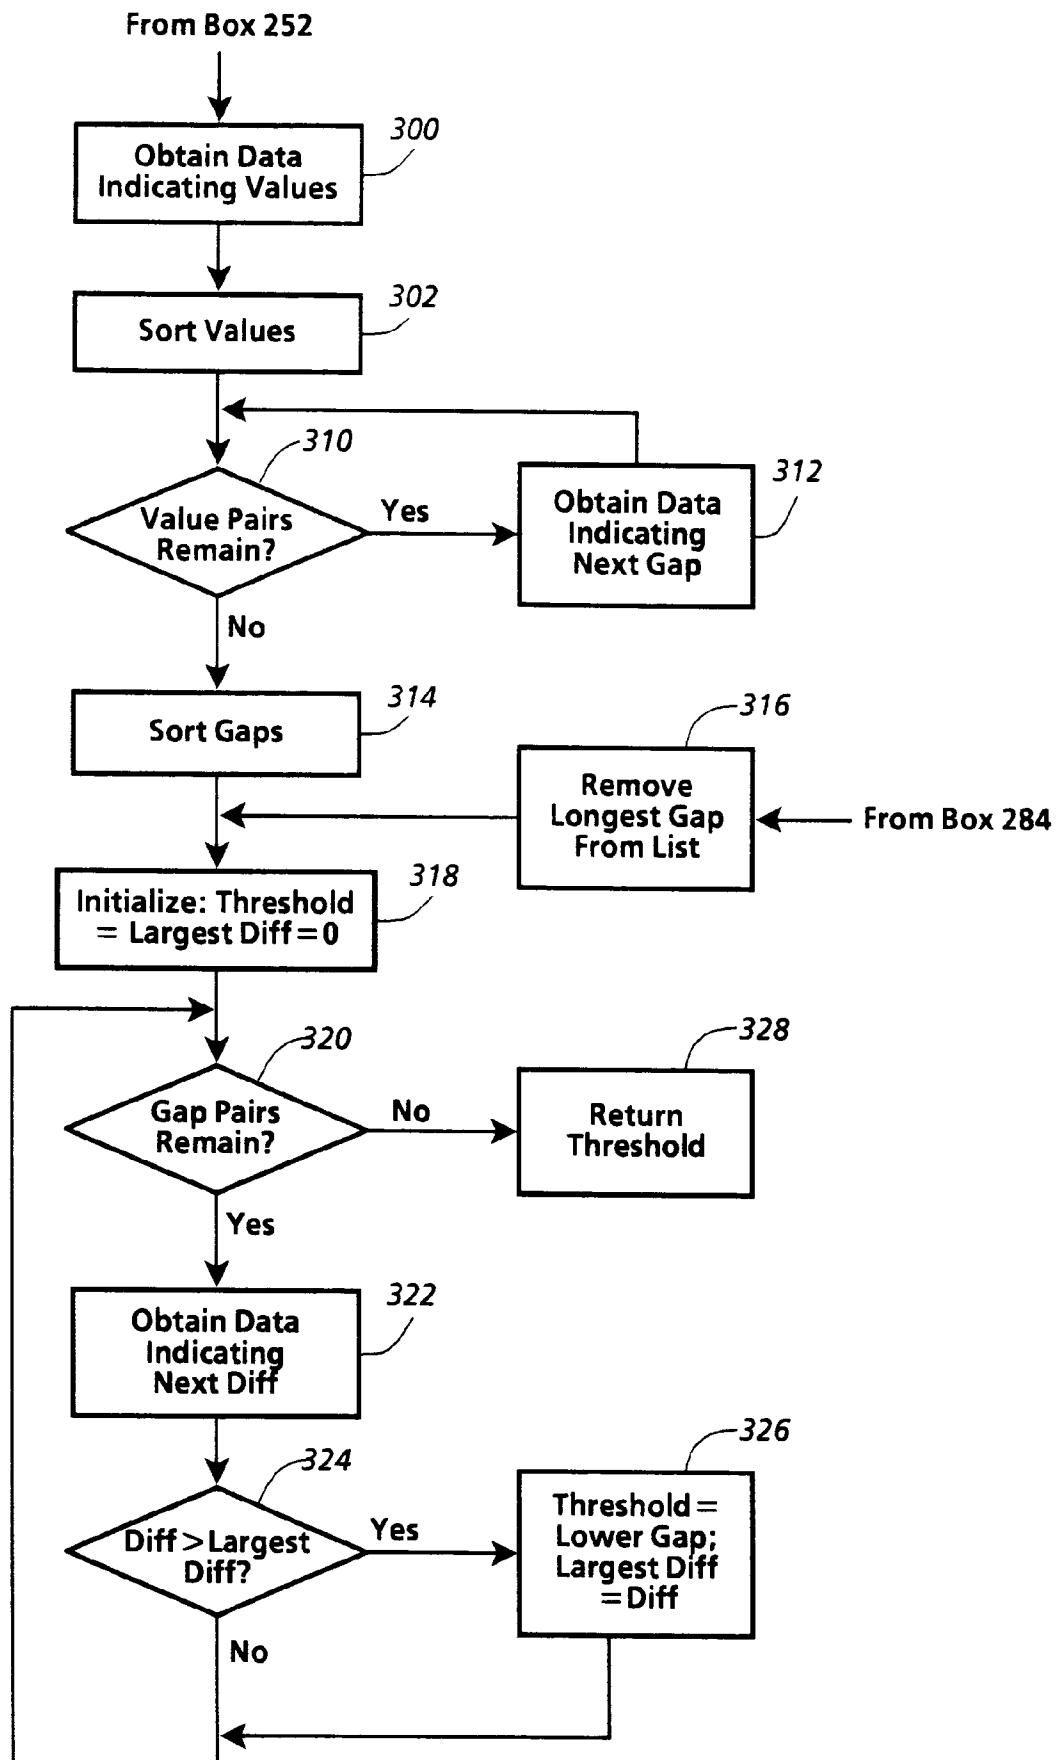 From Box 252
300
Obtain Data
Indicating Values
302
Sort Values
310
Value Pairs
Remain?
Yes
312
Obtain Data
Indicating
Next Gap
No
314
Sort Gaps
316
Remove
Longest Gap
From List
From Box 284
318
Initialize: Threshold
= Largest Diff=0
320
Gap Pairs
Remain?
No
328
Return
Threshold
Yes
322
Obtain Data
Indicating
Next Diff
324
Diff>Largest
Diff?
Yes
326
Threshold=
Lower Gap;
Largest Diff
=Diff
No